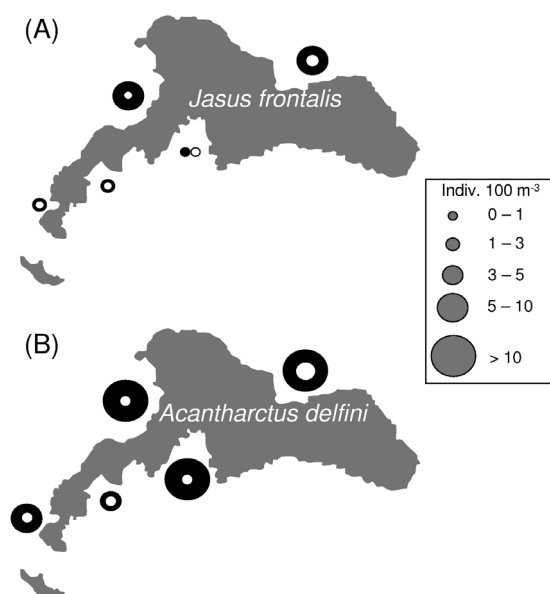 (A)
Jasus frontalis
Indiv. 100 m⁻³
0 – 1
1 – 3
3 – 5
5 – 10
> 10
(B)
Acantharctus delfini